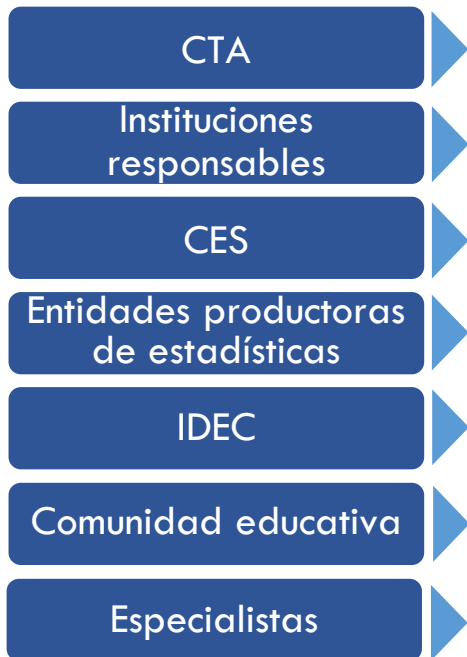 CTA
Instituciones
responsables
CES
Entidades productoras
de estadísticas
IDEC
Comunidad educativa
Especialistas